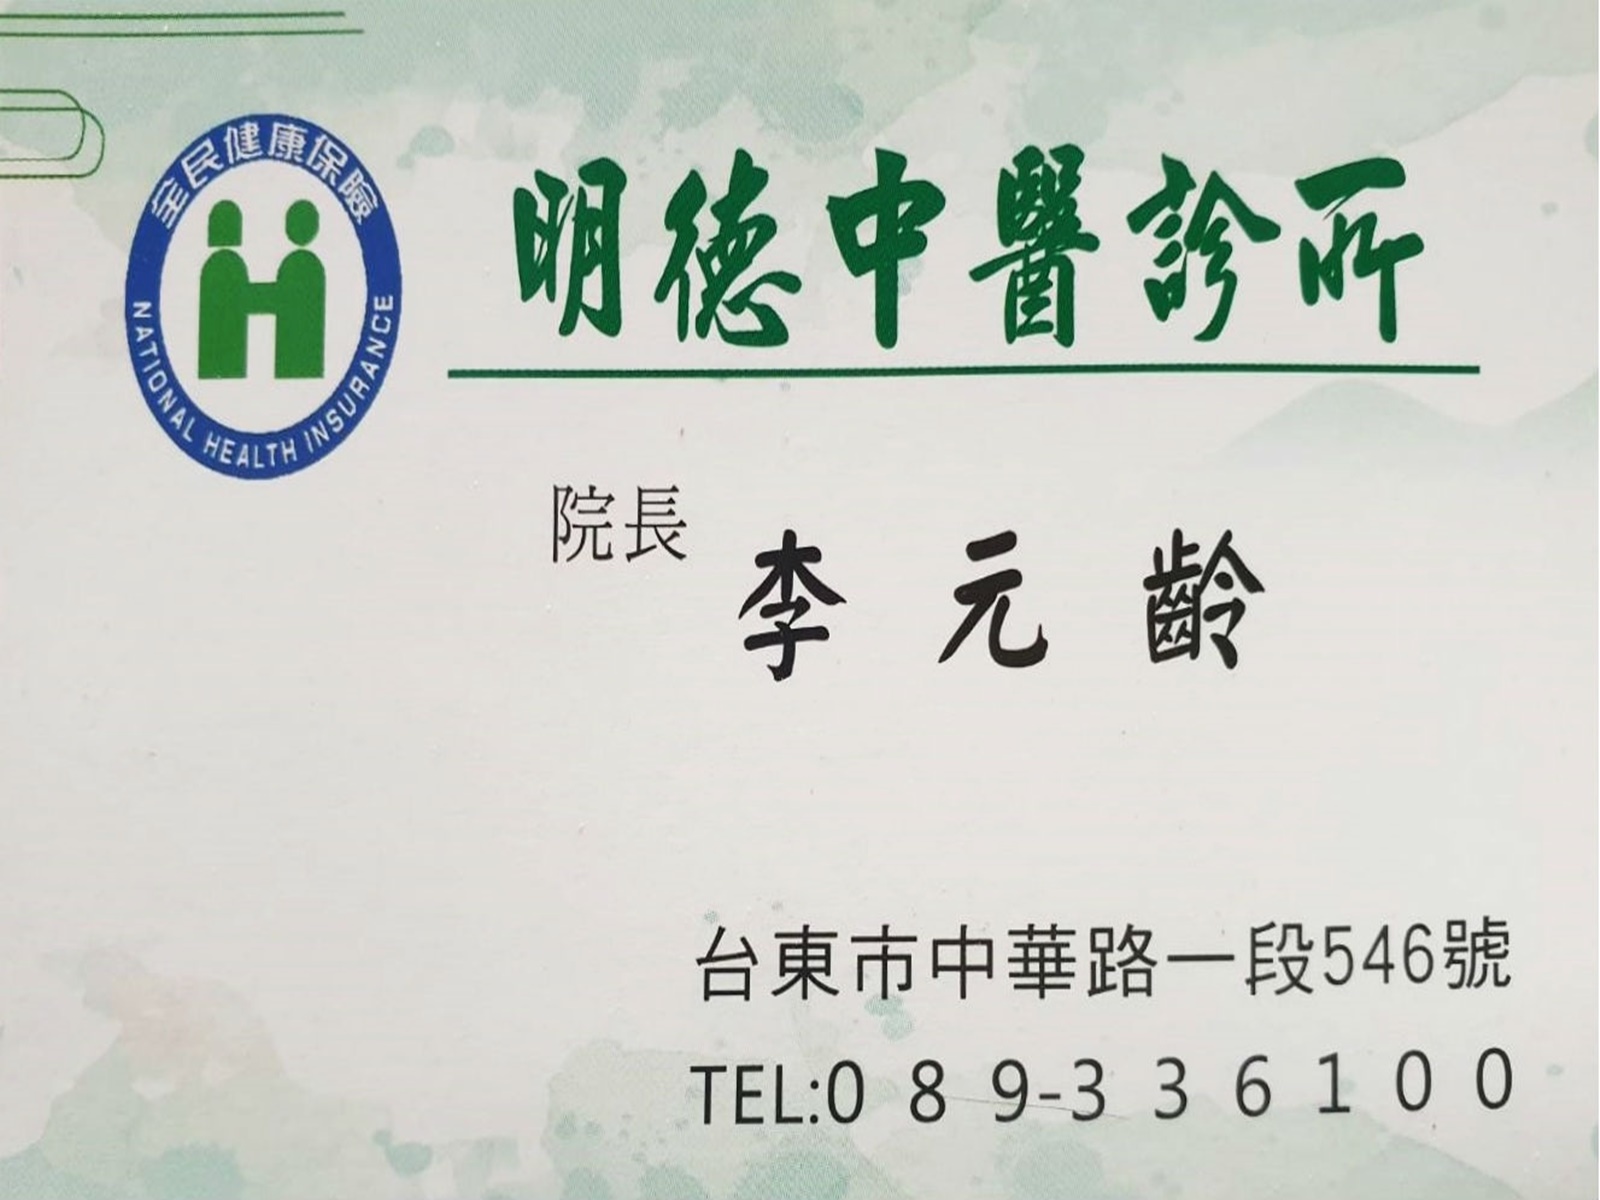 全民健康保險
NATIONAL HEALTH INSURANCE
明德中醫診所
院長
李元齡
台東市中華路一段546號
TEL:089-336100